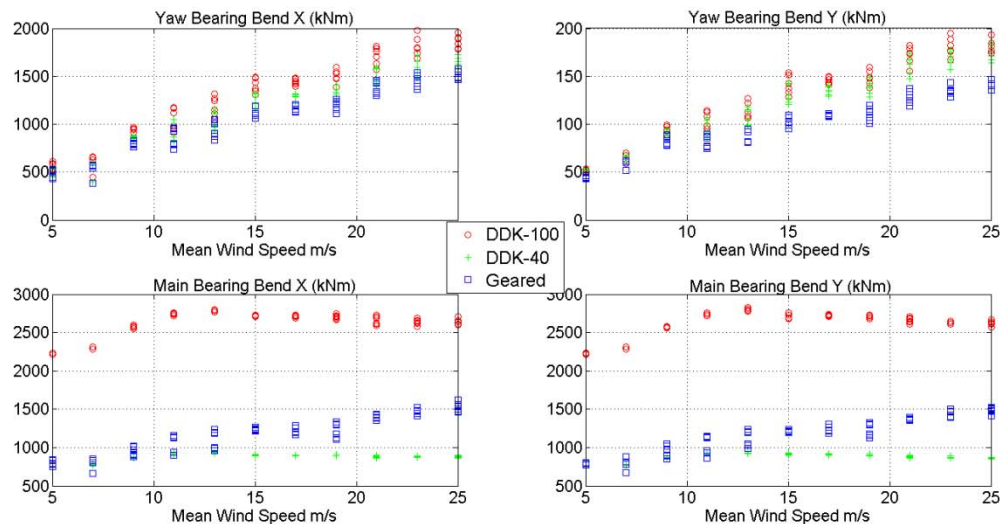 Yaw Bearing Bend X (kNm)
2000
1500
1000
500
0
5 10 15 20 25
Mean Wind Speed m/s
Yaw Bearing Bend Y (kNm)
200
1500
1000
500
0
5 10 15 20 25
Mean Wind Speed m/s
DDK-100
DDK-40
Geared
Main Bearing Bend X (kNm)
3000
2500
2000
1500
1000
500
5 10 15 20 25
Mean Wind Speed m/s
Main Bearing Bend Y (kNm)
3000
2500
2000
1500
1000
500
5 10 15 20 25
Mean Wind Speed m/s